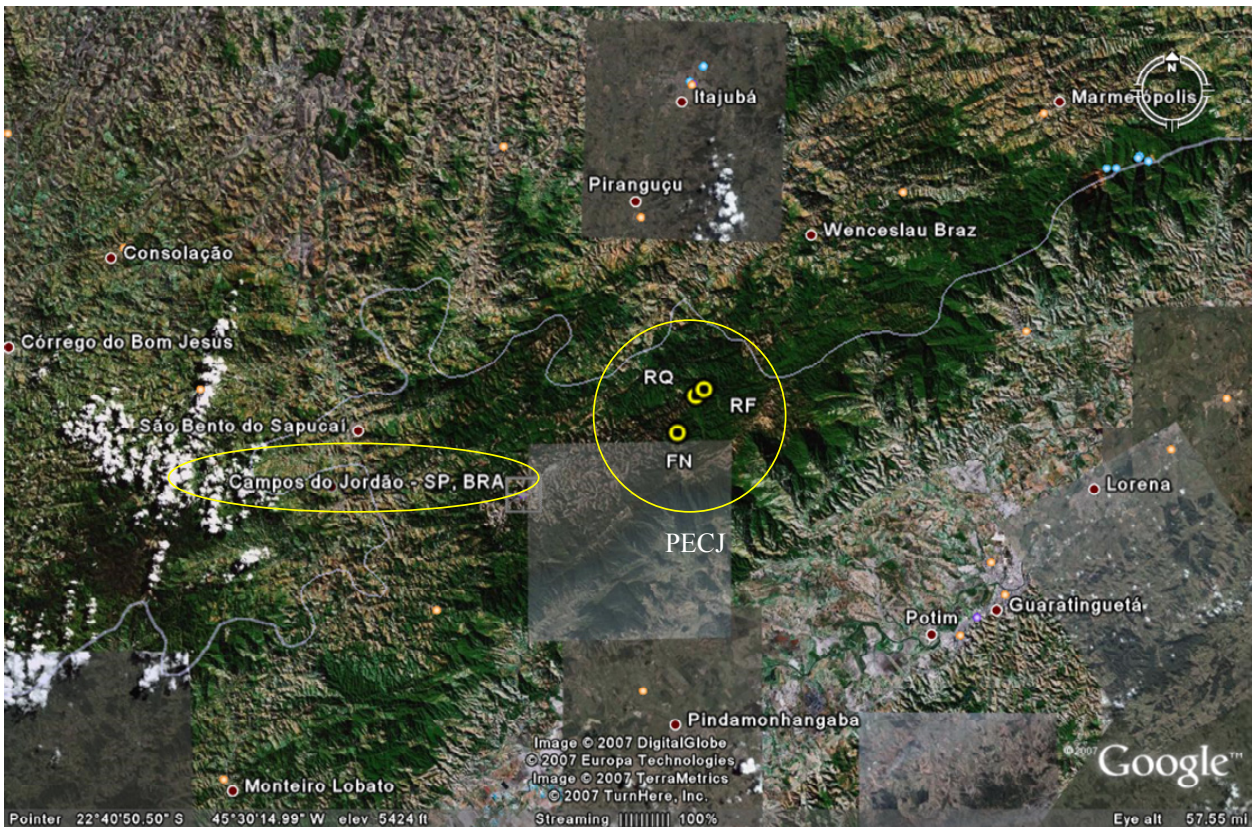 N
Itajubá
Marmelópolis
Piranguçu
Wenceslau Braz
Consolação
Córrego do Bom Jesus
RQ
RF
São Bento do Sapucaí
FN
Campos do Jordão - SP, BRA
Lorena
PECJ
Guaratinguetá
Potim
Pindamonhangaba
Image © 2007 DigitalGlobe
© 2007 Europa Technologies
Image © 2007 TerraMetrics
© 2007 TurnHere, Inc.
©2007 Google™
Monteiro Lobato
Pointer 22°40'50.50" S 45°30'14.99" W elev 5424 ft Streaming |||||||||| 100% Eye alt 57.55 mi